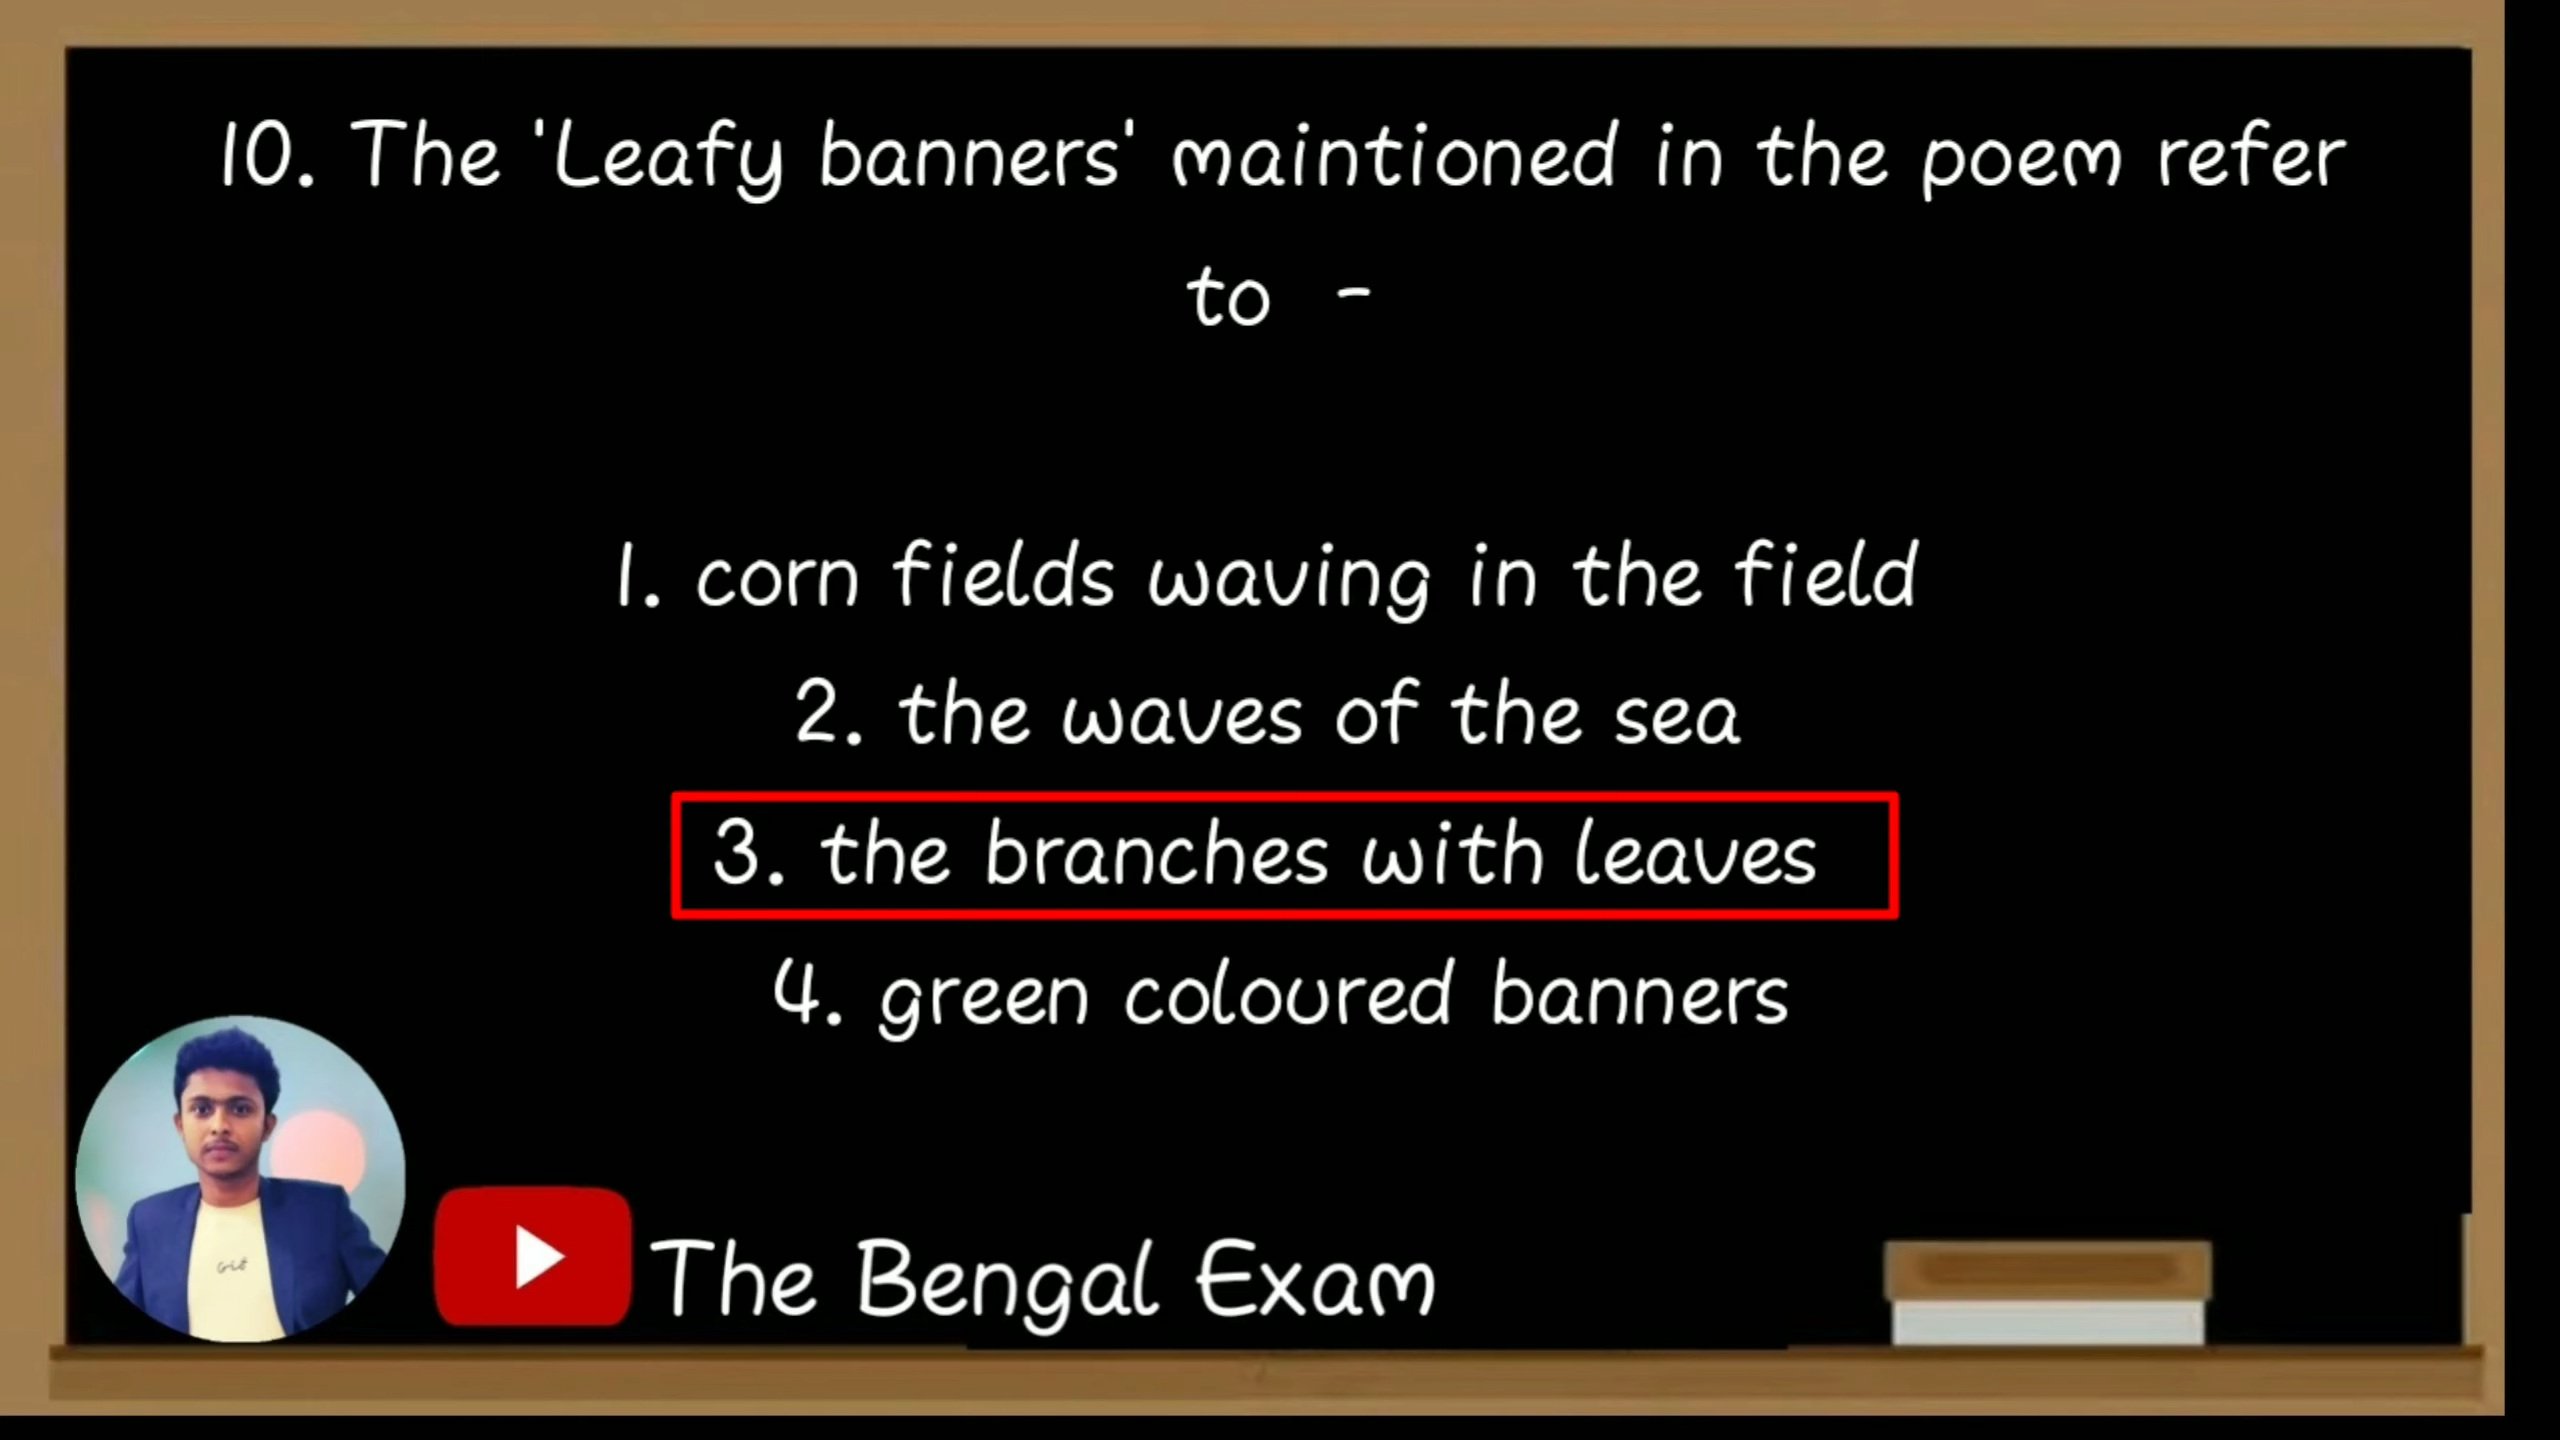 10. The 'Leafy banners' maintioned in the poem refer
to -
1. corn fields waving in the field
2. the waves of the sea
3. the branches with leaves
4. green coloured banners
The Bengal Exam